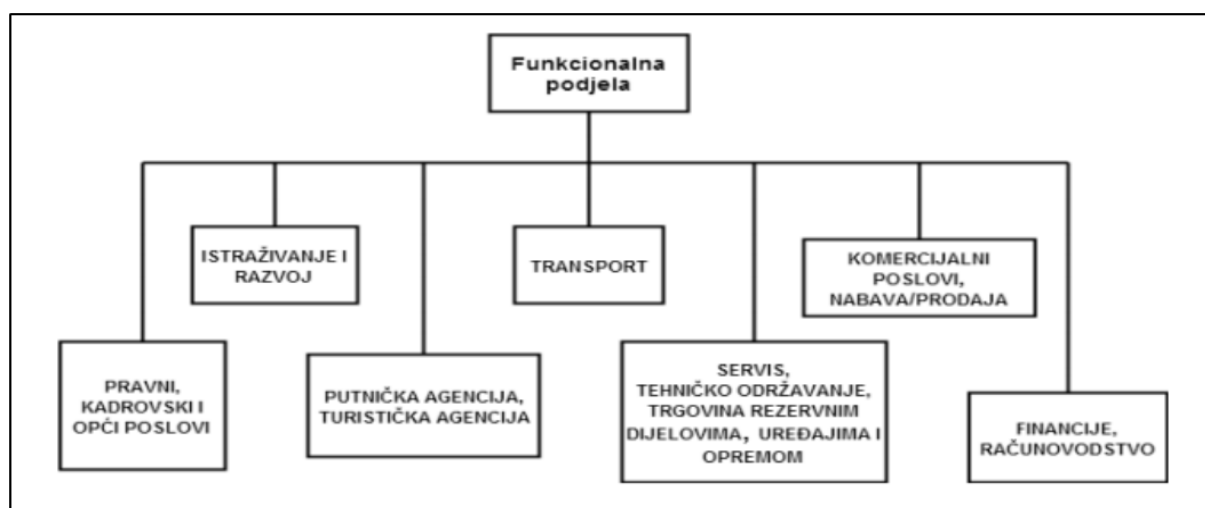 Funkcionalna
podjela
ISTRAŽIVANJE I
RAZVOJ
TRANSPORT
KOMERCIJALNI
POSLOVI,
NABAVA/PRODAJA
PRAVNI,
KADROVSKI I
OPĆI POSLOVI
PUTNIČKA AGENCIJA,
TURISTIČKA AGENCIJA
SERVIS,
TEHNIČKO ODRŽAVANJE,
TRGOVINA REZERVNIM
DIJELOVIMA, UREĐAJIMA I
OPREMOM
FINANCIJE,
RAČUNOVODSTVO